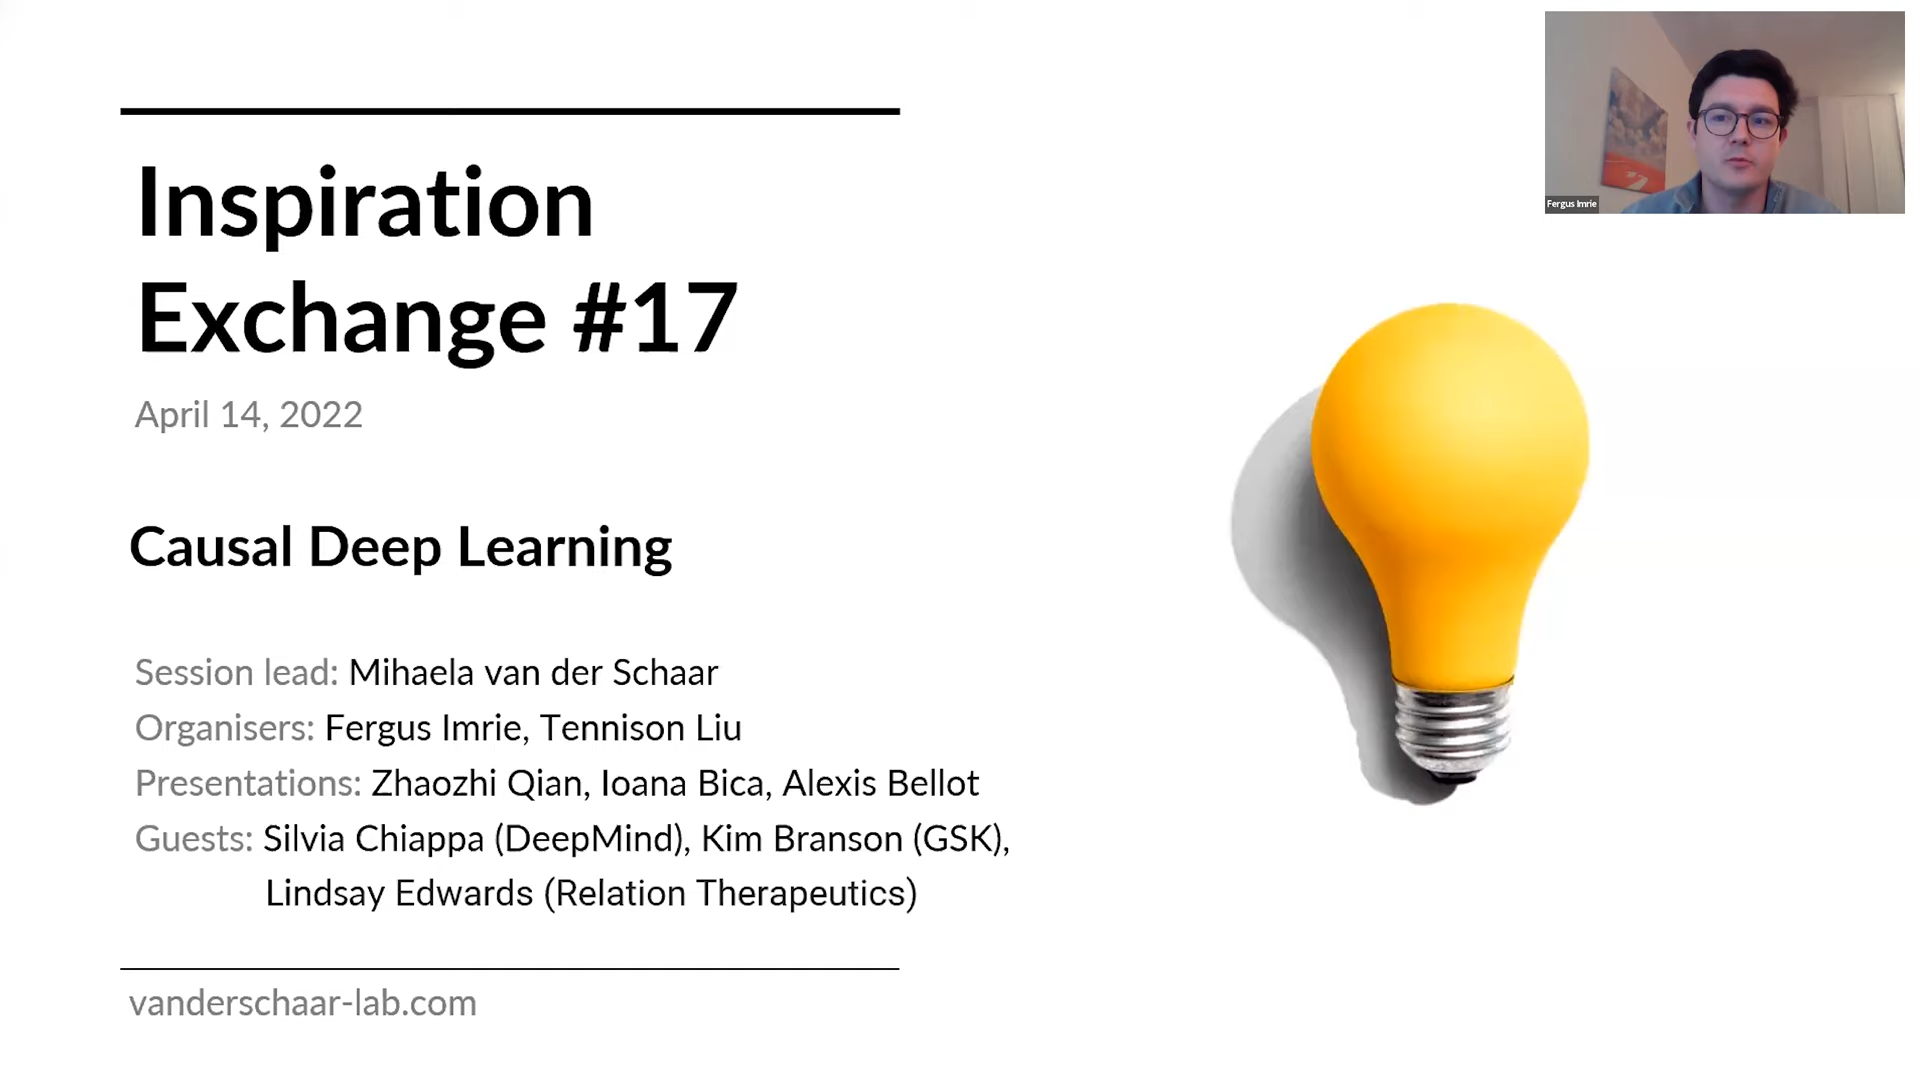 Inspiration
Exchange #17
April 14, 2022
Causal Deep Learning
Session lead: Mihaela van der Schaar
Organisers: Fergus Imrie, Tennison Liu
Presentations: Zhaozhi Qian, Ioana Bica, Alexis Bellot
Guests: Silvia Chiappa (DeepMind), Kim Branson (GSK),
Lindsay Edwards (Relation Therapeutics)
vanderschaar-lab.com
Fergus Imrie